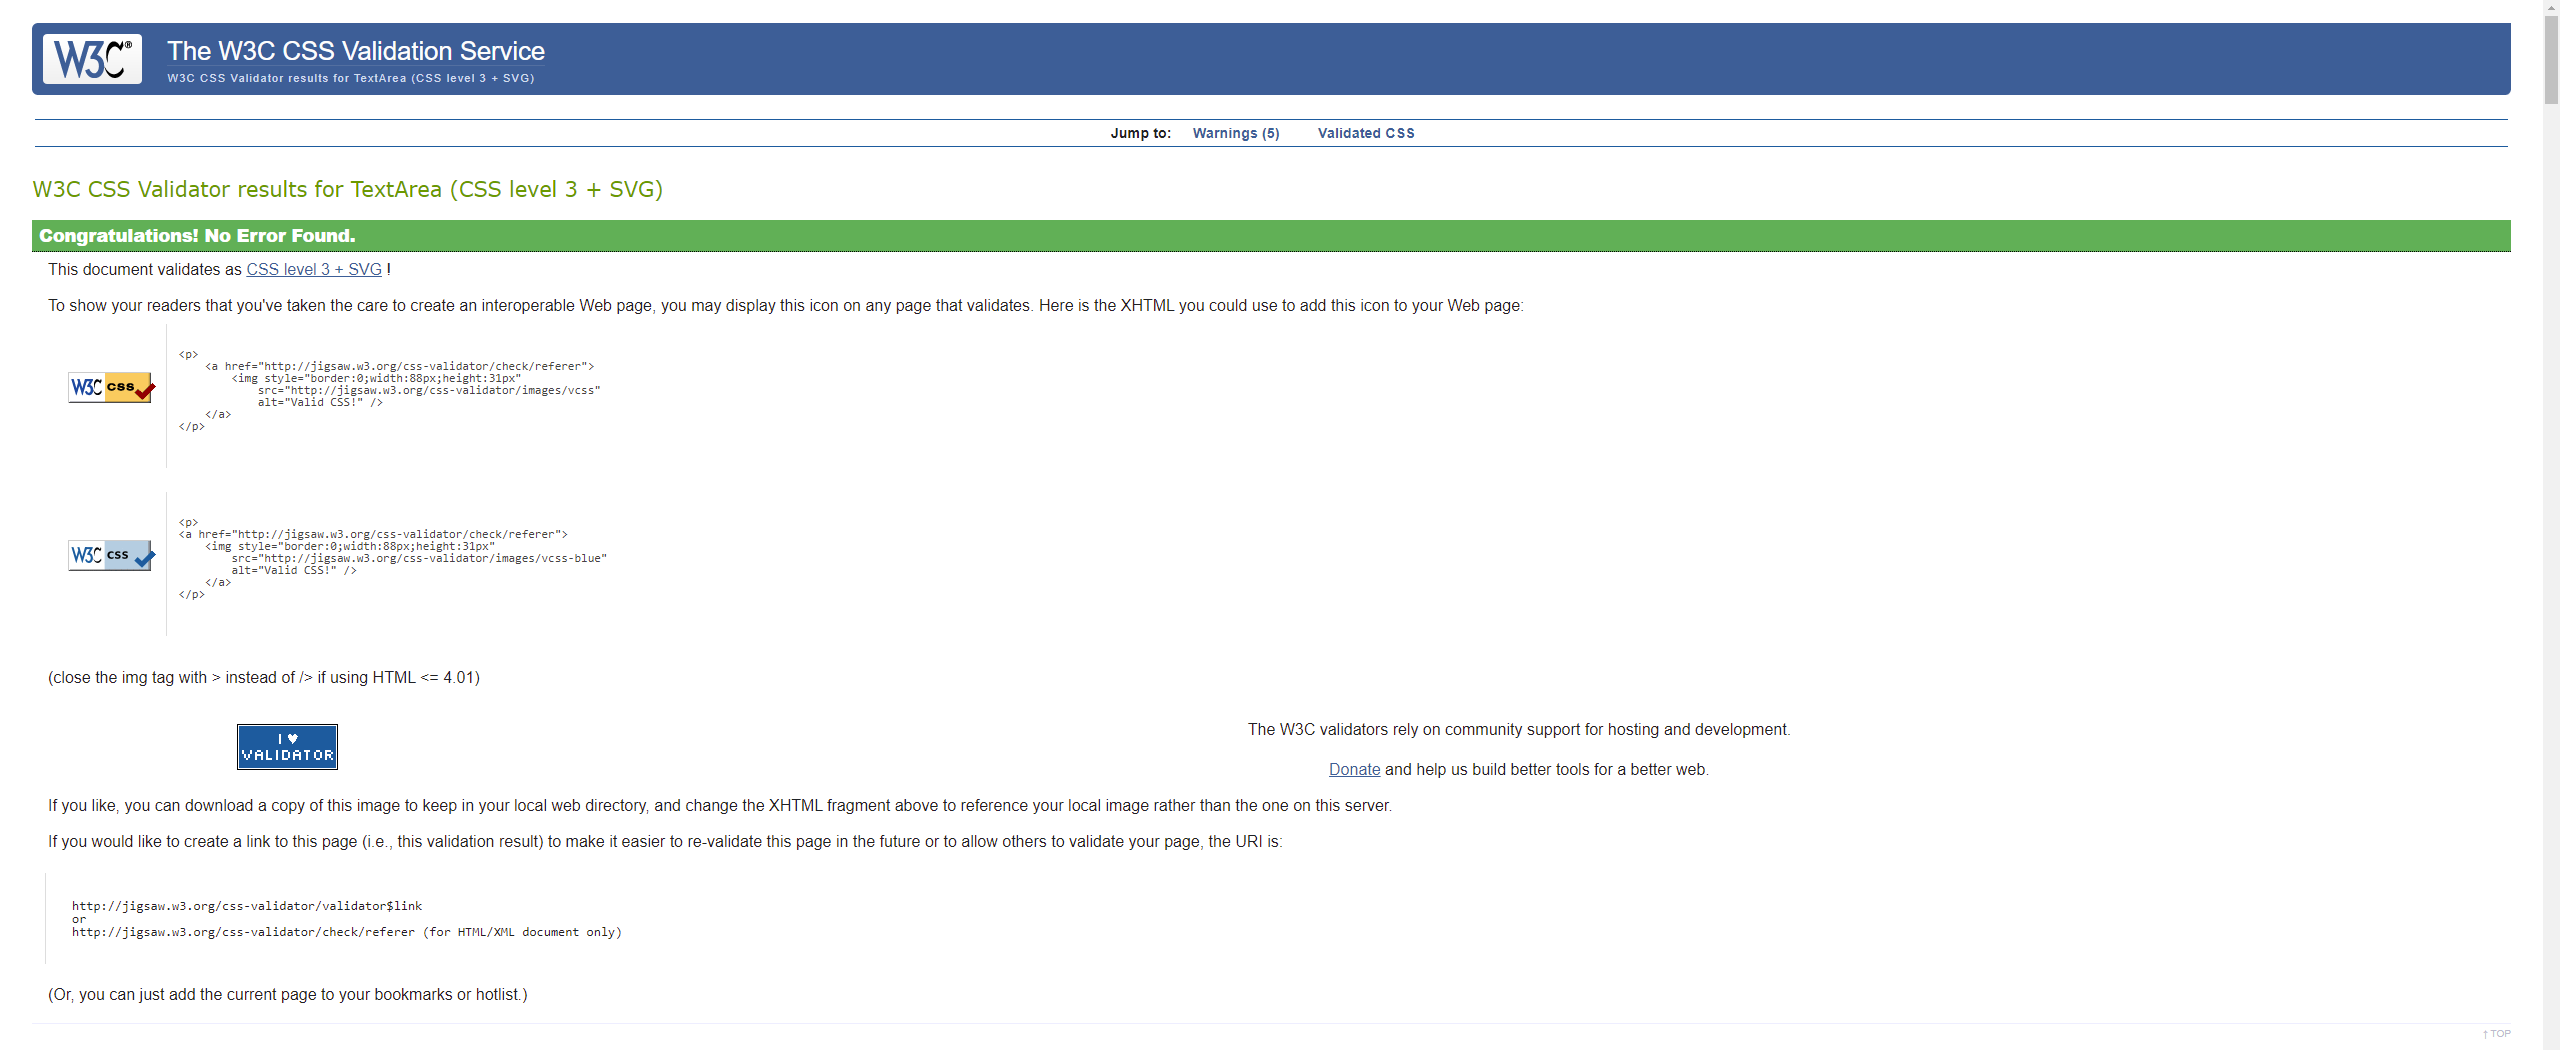 W3C®
The W3C CSS Validation Service
W3C CSS Validator results for TextArea (CSS level 3 + SVG)
Jump to: Warnings (5) Validated CSS
W3C CSS Validator results for TextArea (CSS level 3 + SVG)
Congratulations! No Error Found.
This document validates as CSS level 3 + SVG !
To show your readers that you've taken the care to create an interoperable Web page, you may display this icon on any page that validates. Here is the XHTML you could use to add this icon to your Web page:
W3C css
<p>
    <a href="http://jigsaw.w3.org/css-validator/check/referer">
        <img style="border:0;width:88px;height:31px"
            src="http://jigsaw.w3.org/css-validator/images/vcss"
            alt="Valid CSS!" />
    </a>
</p>
W3C css
<p>
<a href="http://jigsaw.w3.org/css-validator/check/referer">
    <img style="border:0;width:88px;height:31px"
        src="http://jigsaw.w3.org/css-validator/images/vcss-blue"
        alt="Valid CSS!" />
    </a>
</p>
(close the img tag with > instead of /> if using HTML <= 4.01)
I ♥
VALIDATOR
The W3C validators rely on community support for hosting and development.
Donate and help us build better tools for a better web.
If you like, you can download a copy of this image to keep in your local web directory, and change the XHTML fragment above to reference your local image rather than the one on this server.
If you would like to create a link to this page (i.e., this validation result) to make it easier to re-validate this page in the future or to allow others to validate your page, the URI is:
http://jigsaw.w3.org/css-validator/validator$link
or
http://jigsaw.w3.org/css-validator/check/referer (for HTML/XML document only)
(Or, you can just add the current page to your bookmarks or hotlist.)
↑ TOP